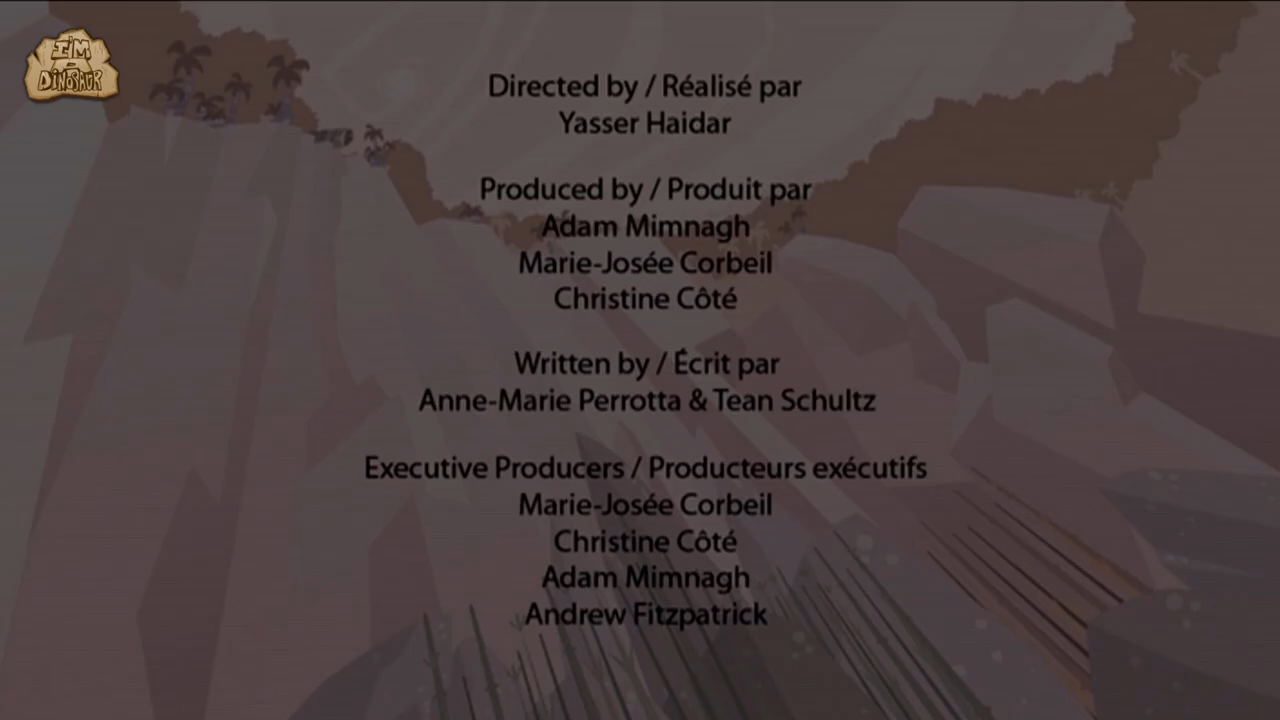 I'M
A
DINOSAUR
Directed by / Réalisé par
Yasser Haidar
Produced by / Produit par
Adam Mimnagh
Marie-Josée Corbeil
Christine Côté
Written by / Écrit par
Anne-Marie Perrotta & Tean Schultz
Executive Producers / Producteurs exécutifs
Marie-Josée Corbeil
Christine Côté
Adam Mimnagh
Andrew Fitzpatrick